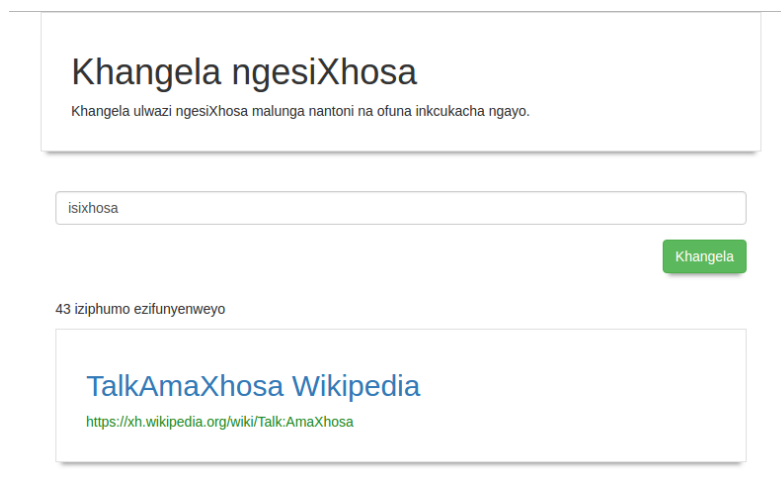 Khangela ngesiXhosa
Khangela ulwazi ngesiXhosa malunga nantoni na ofuna inkcukacha ngayo.
isixhosa
Khangela
43 iziphumo ezifunyenweyo
TalkAmaXhosa Wikipedia
https://xh.wikipedia.org/wiki/Talk:AmaXhosa